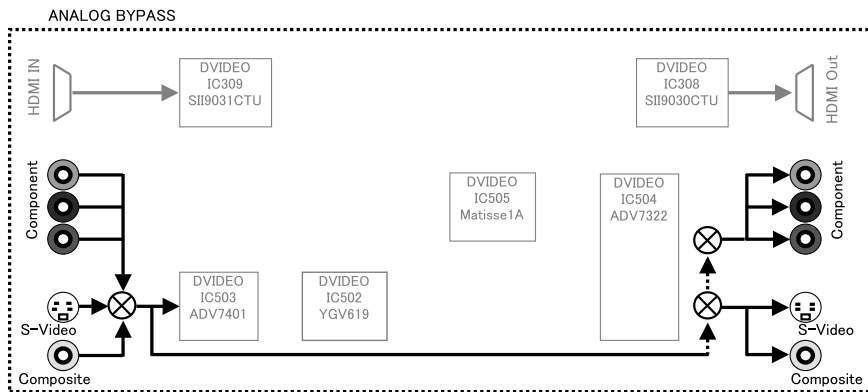 ANALOG BYPASS
HDMI IN
DVIDEO
IC309
SII9031CTU
DVIDEO
IC308
SII9030CTU
HDMI Out
Component
DVIDEO
IC505
Matisse1A
DVIDEO
IC504
ADV7322
Component
DVIDEO
IC503
ADV7401
DVIDEO
IC502
YGV619
S-Video
S-Video
Composite
Composite